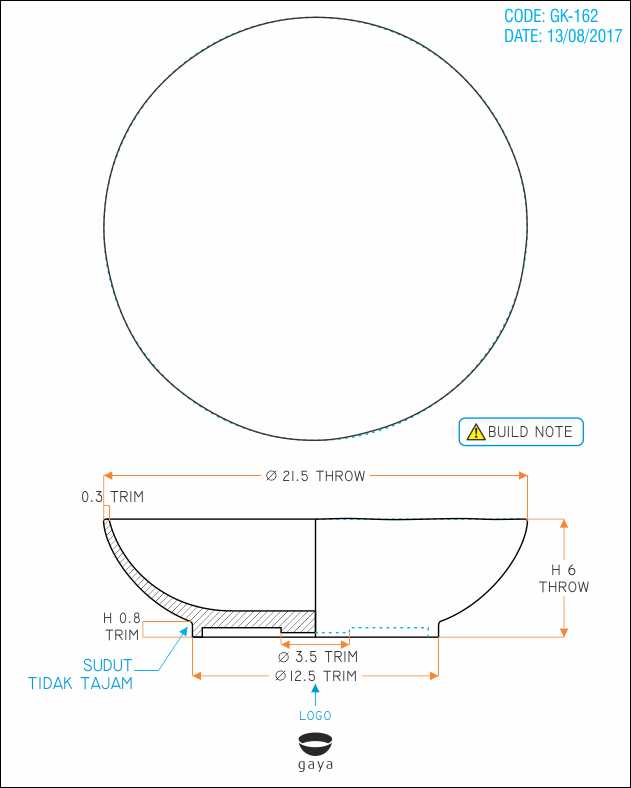 CODE: GK-162
DATE: 13/08/2017
BUILD NOTE
Ø 21.5 THROW
0.3 TRIM
H 6
THROW
H 0.8
TRIM
Ø 3.5 TRIM
SUDUT
TIDAK TAJAM
Ø12.5 TRIM
LOGO
gaya